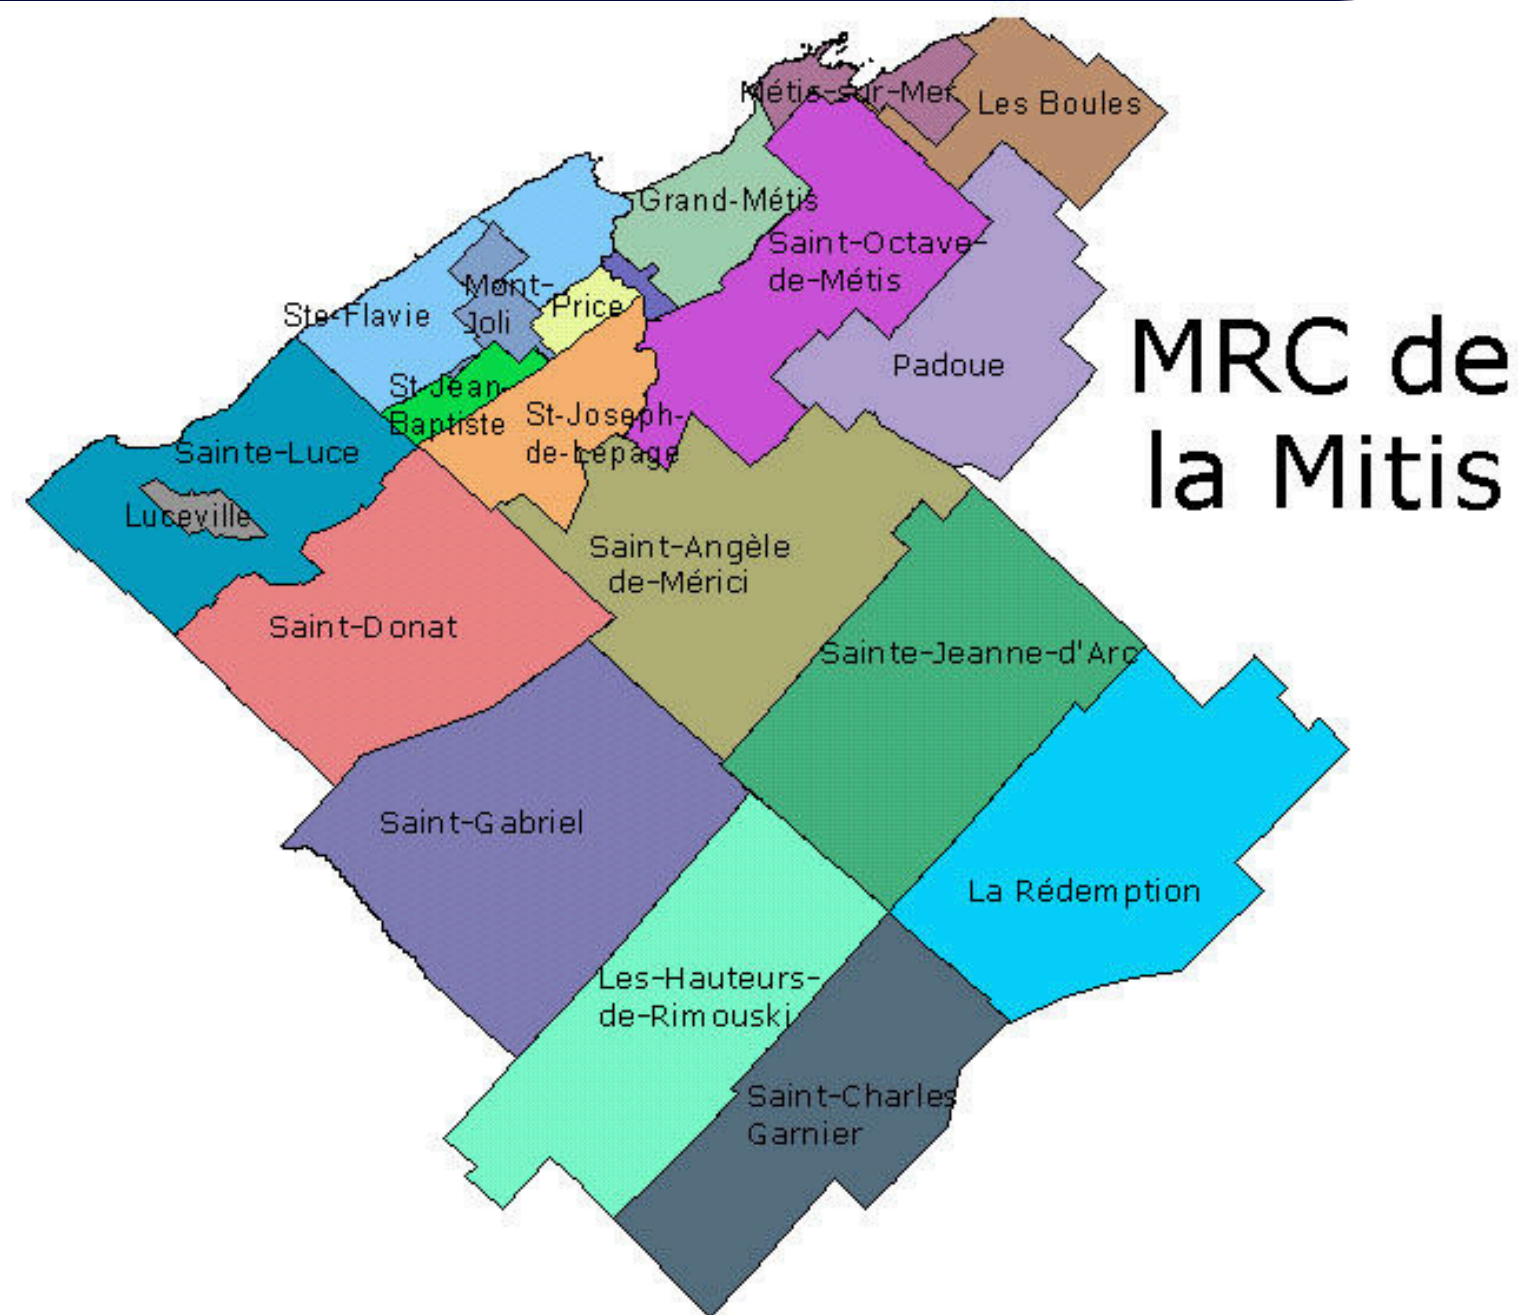 Métis-sur-Mer
Les Boules
Grand-Métis
Saint-Octave-
de-Métis
Mont-
Joli
Price
Ste-Flavie
Padoue
MRC de
la Mitis
St-Jean-
Baptiste
St-Joseph-
de-Lepage
Sainte-Luce
Luceville
Saint-Angèle
de-Mérici
Saint-Donat
Sainte-Jeanne-d'Arc
Saint-Gabriel
La Rédemption
Les-Hauteurs-
de-Rimouski
Saint-Charles
Garnier